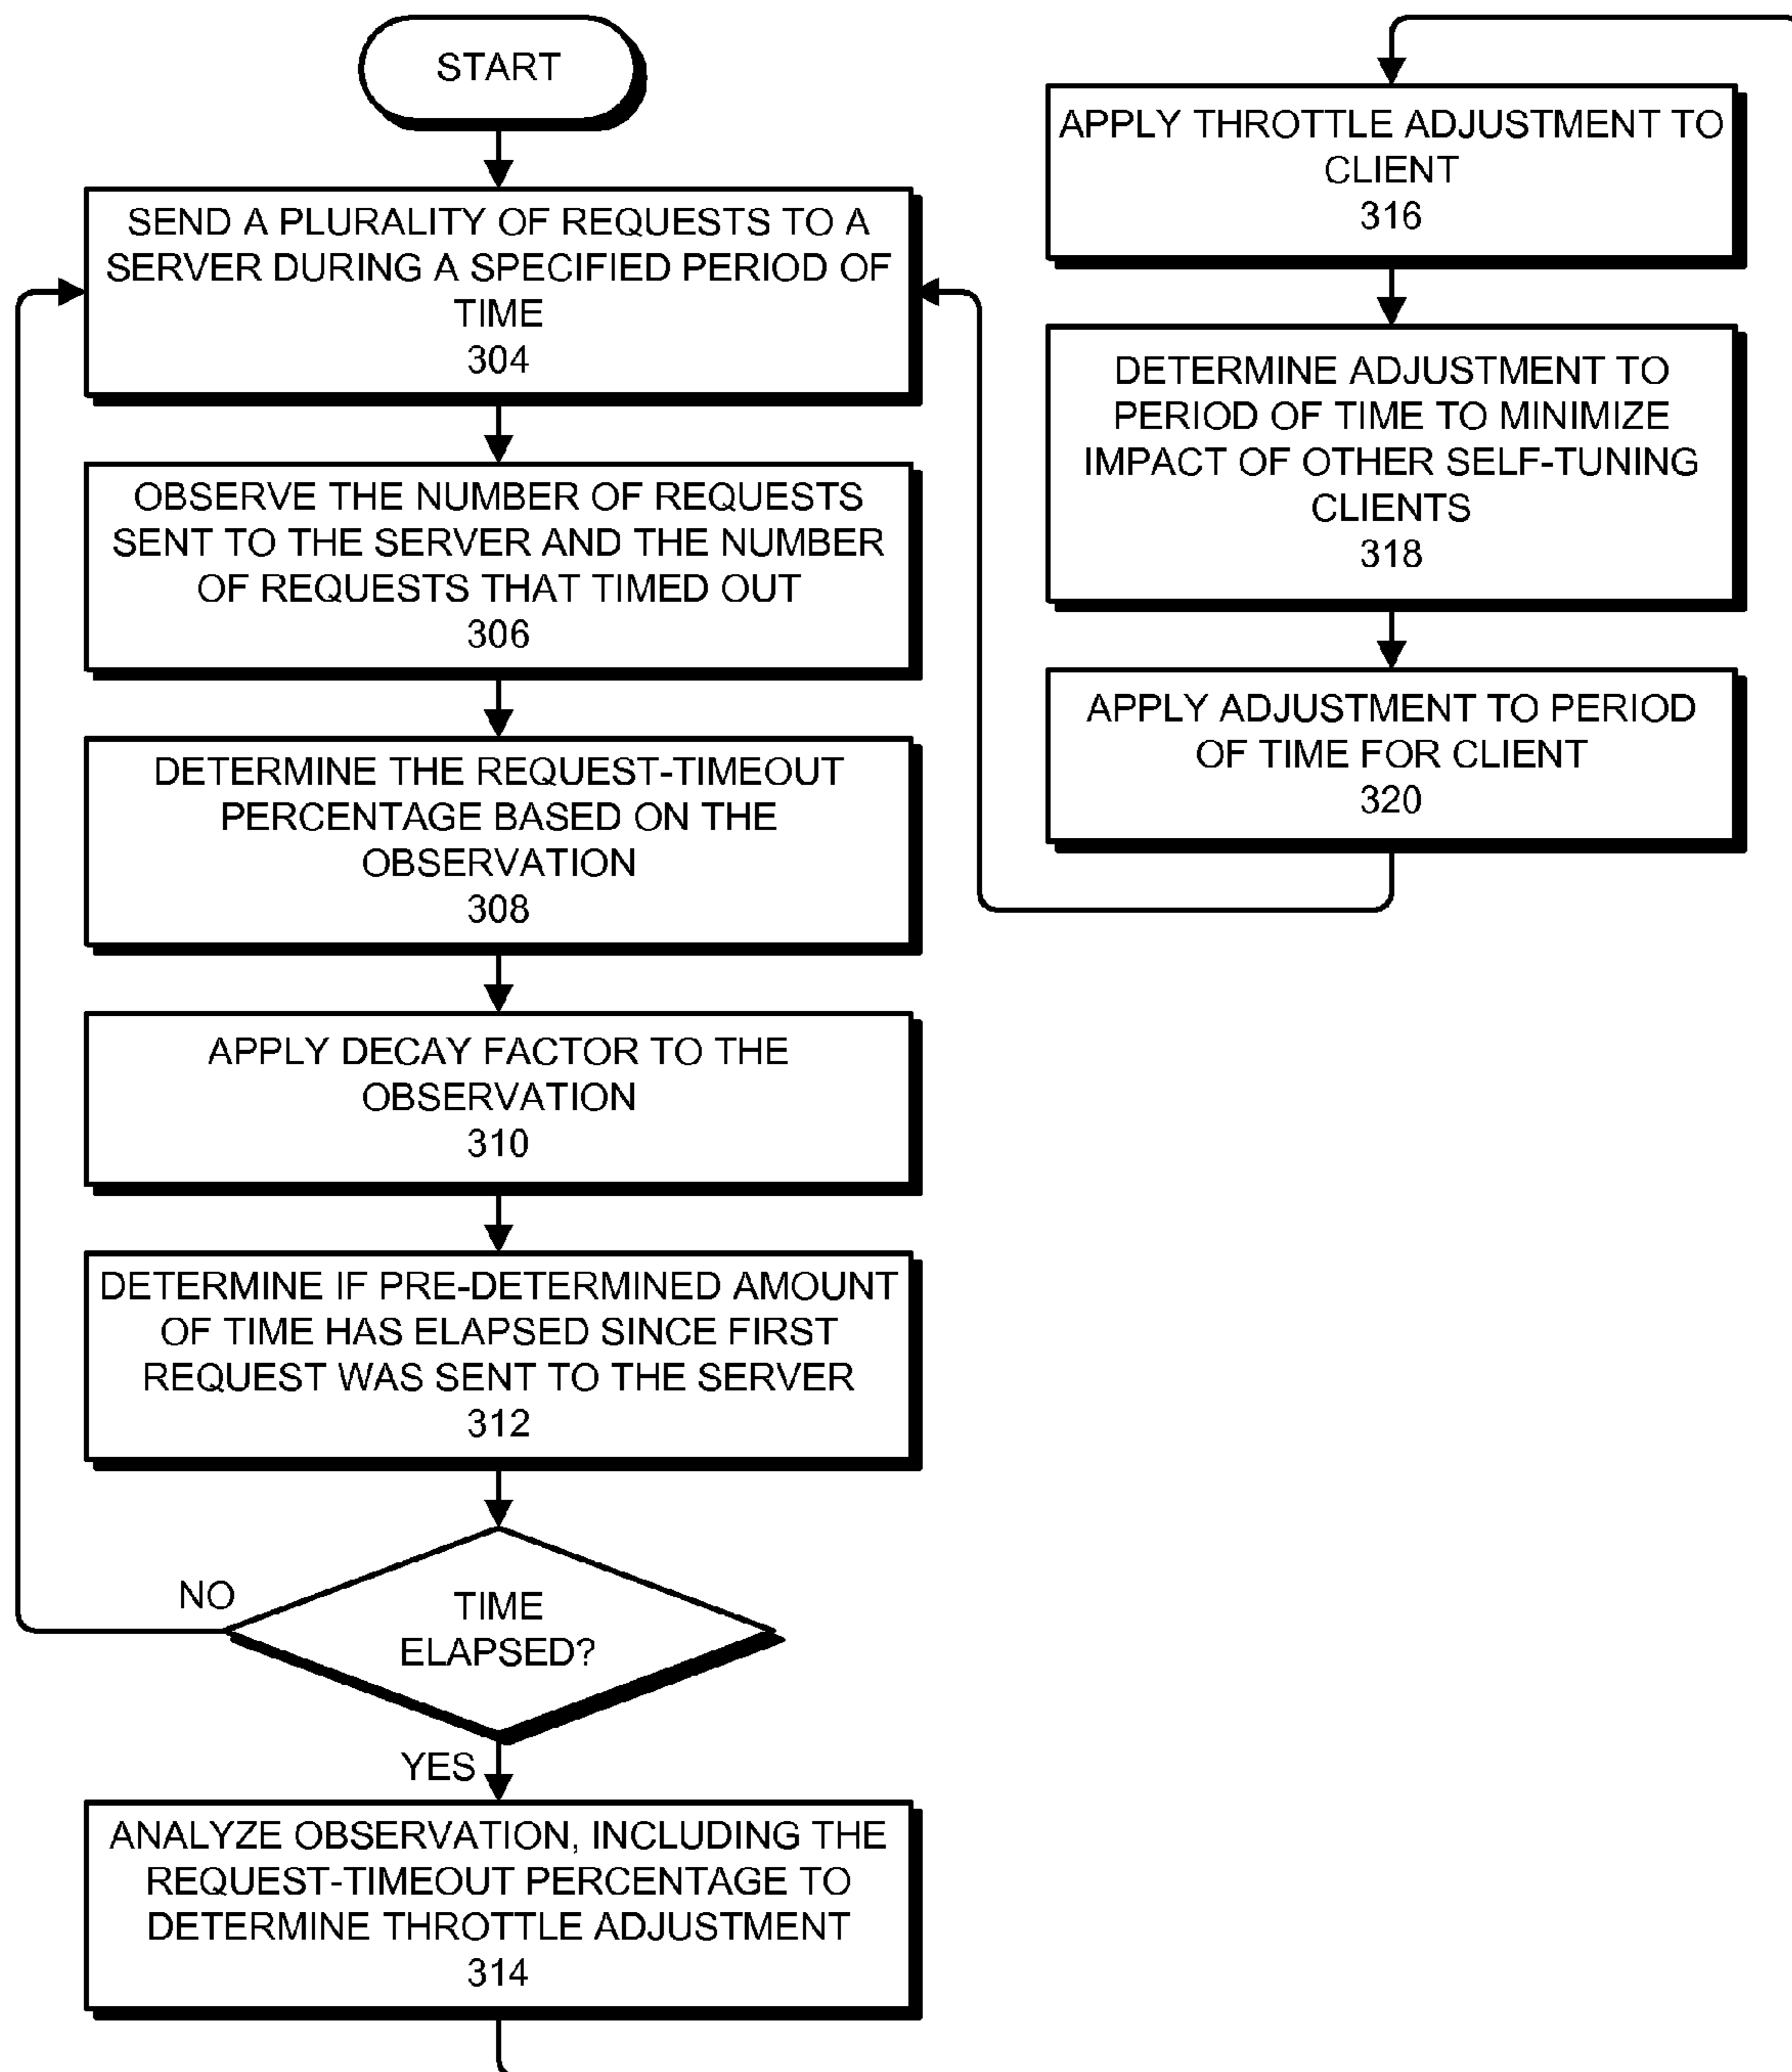 START
SEND A PLURALITY OF REQUESTS TO A
SERVER DURING A SPECIFIED PERIOD OF
TIME
304
OBSERVE THE NUMBER OF REQUESTS
SENT TO THE SERVER AND THE NUMBER
OF REQUESTS THAT TIMED OUT
306
DETERMINE THE REQUEST-TIMEOUT
PERCENTAGE BASED ON THE
OBSERVATION
308
APPLY DECAY FACTOR TO THE
OBSERVATION
310
DETERMINE IF PRE-DETERMINED AMOUNT
OF TIME HAS ELAPSED SINCE FIRST
REQUEST WAS SENT TO THE SERVER
312
NO
TIME
ELAPSED?
YES
ANALYZE OBSERVATION, INCLUDING THE
REQUEST-TIMEOUT PERCENTAGE TO
DETERMINE THROTTLE ADJUSTMENT
314
APPLY THROTTLE ADJUSTMENT TO
CLIENT
316
DETERMINE ADJUSTMENT TO
PERIOD OF TIME TO MINIMIZE
IMPACT OF OTHER SELF-TUNING
CLIENTS
318
APPLY ADJUSTMENT TO PERIOD
OF TIME FOR CLIENT
320